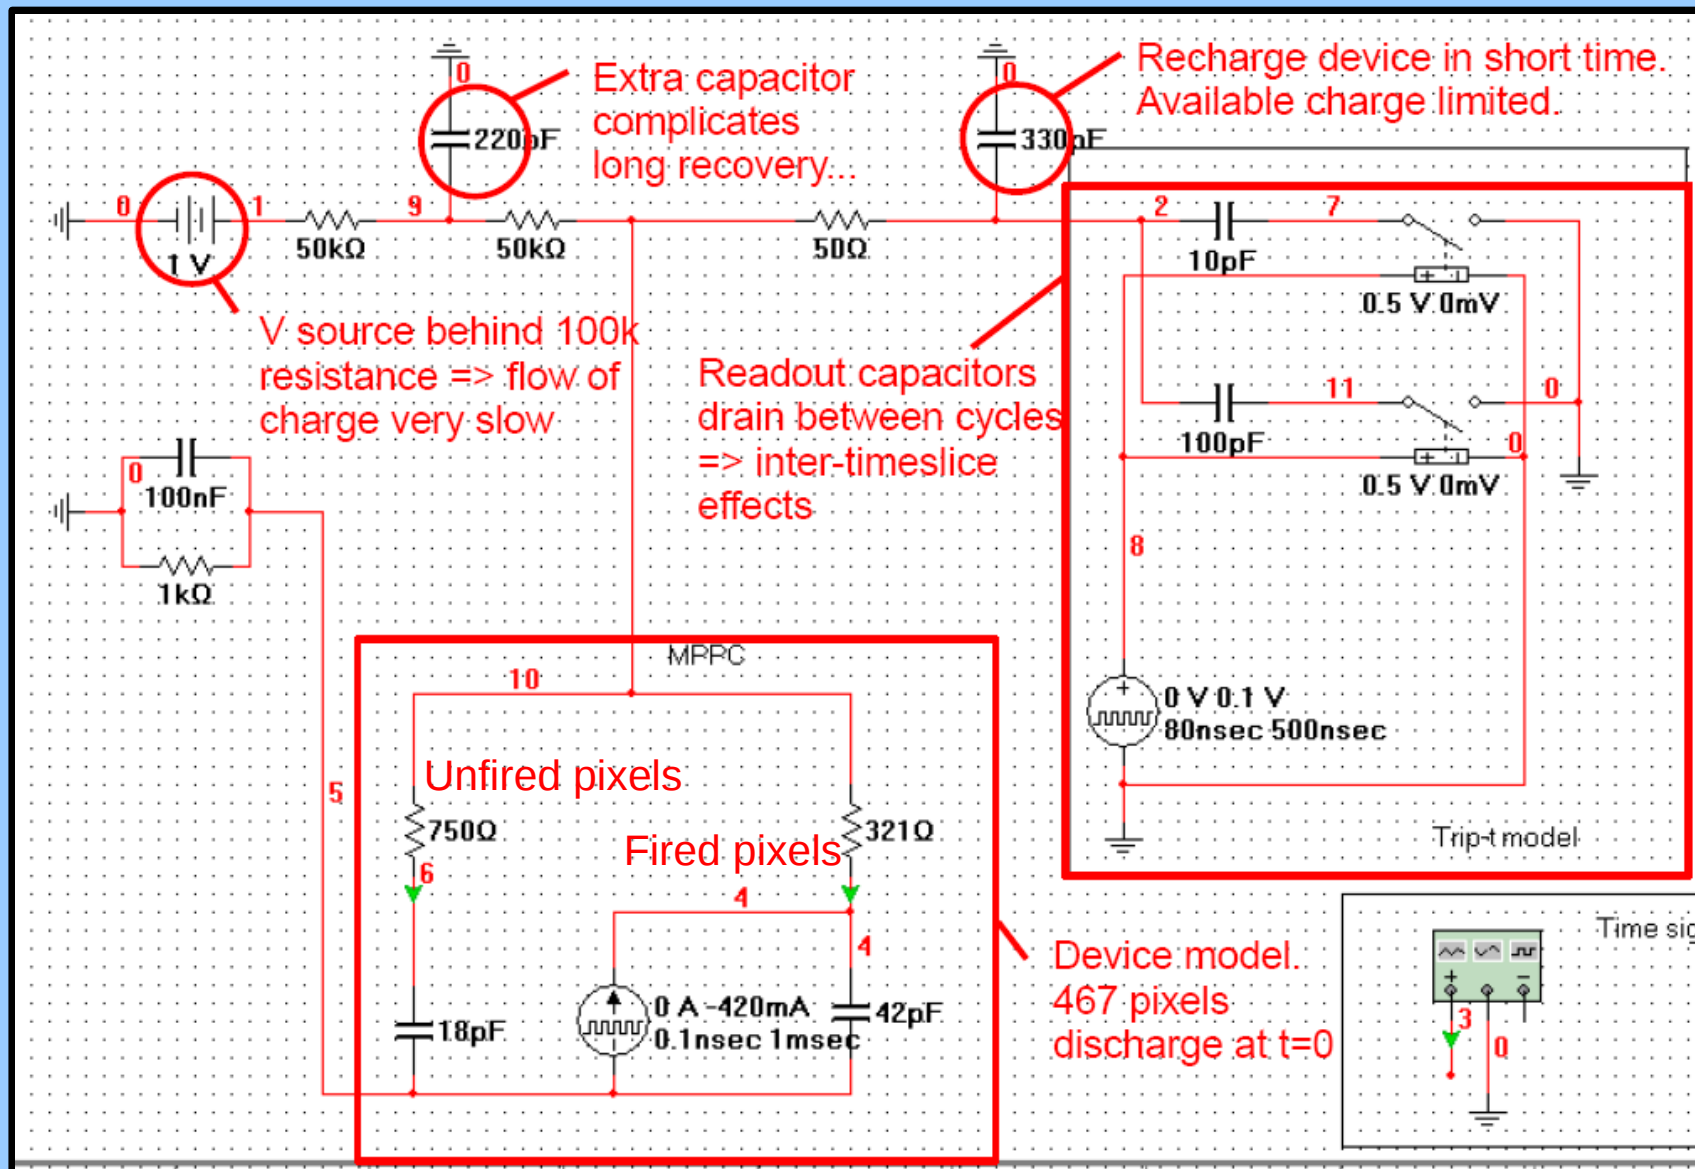 0
Extra capacitor
complicates
long recovery...
220pF
0
Recharge device in short time.
Available charge limited.
330pF
0
1 V
1
50kΩ
9
50kΩ
50Ω
2
10pF
7
0.5 V 0mV
V source behind 100k
resistance => flow of
charge very slow
Readout capacitors
drain between cycles
=> inter-timeslice
effects
100pF
11
0
0
0.5 V 0mV
0
100nF
1kΩ
8
0 V 0.1 V
80nsec 500nsec
Trip-t model
MPPC
10
5
Unfired pixels
750Ω
6
Fired pixels
321Ω
4
4
0 A -420mA
0.1nsec 1msec
18pF
42pF
Device model.
467 pixels
discharge at t=0
Time sig
3
0